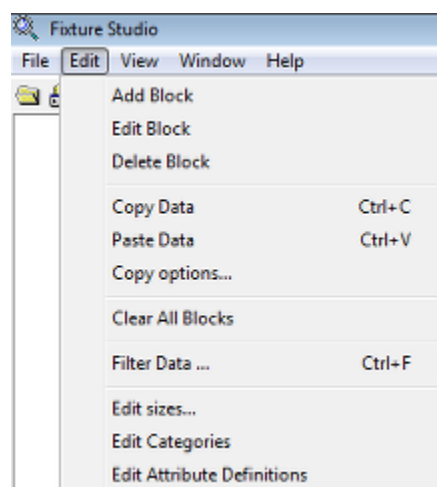 Fixture Studio
File Edit View Window Help
Add Block
Edit Block
Delete Block
Copy Data Ctrl+C
Paste Data Ctrl+V
Copy options...
Clear All Blocks
Filter Data ... Ctrl+F
Edit sizes...
Edit Categories
Edit Attribute Definitions